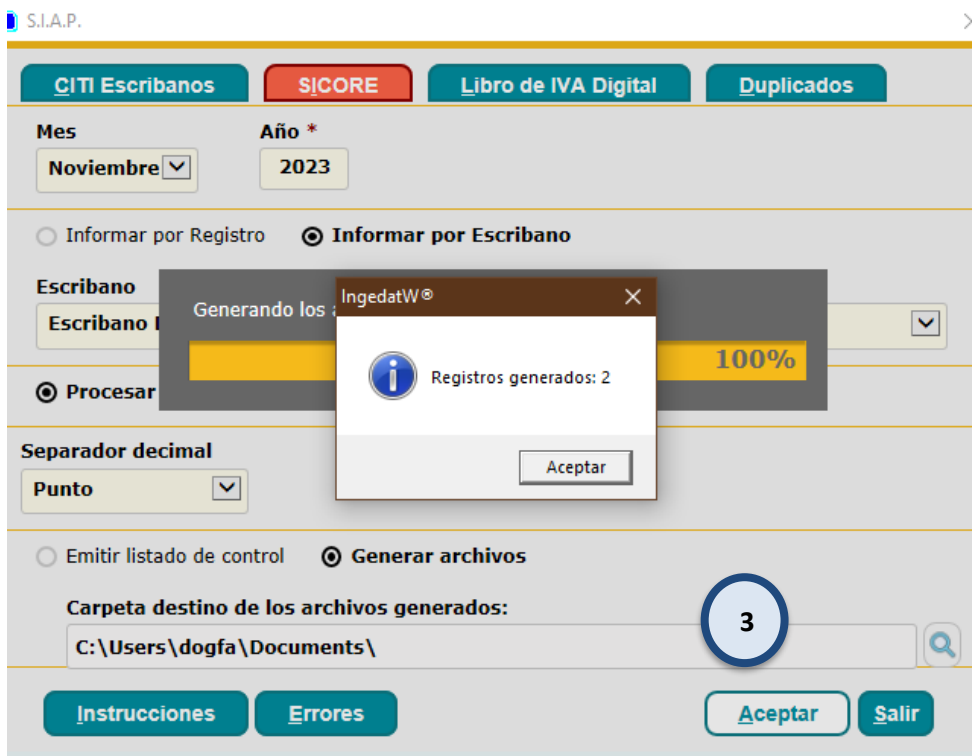 S.I.A.P.
CITI Escribanos SICORE Libro de IVA Digital Duplicados
Mes Año *
Noviembre 2023
Informar por Registro Informar por Escribano
Escribano
Escribano
Generando los
IngedatW®
100%
Registros generados: 2
Aceptar
Procesar
Separador decimal
Punto
Emitir listado de control Generar archivos
Carpeta destino de los archivos generados:
C:\Users\dogfa\Documents\
3
Instrucciones Errores Aceptar Salir